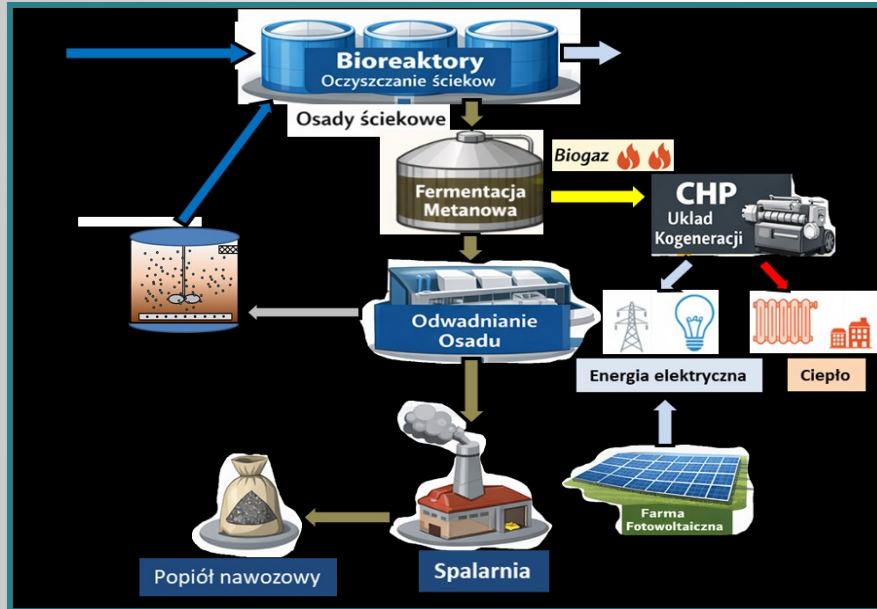 Bioreaktory
Oczyszczanie ściekow
Osady ściekowe
Biogaz
Fermentacja
Metanowa
CHP
Uklad
Kogeneracji
Odwadnianie
Osadu
Energia elektryczna
Ciepło
Farma
Fotowoltaiczna
Popiół nawozowy
Spalarnia